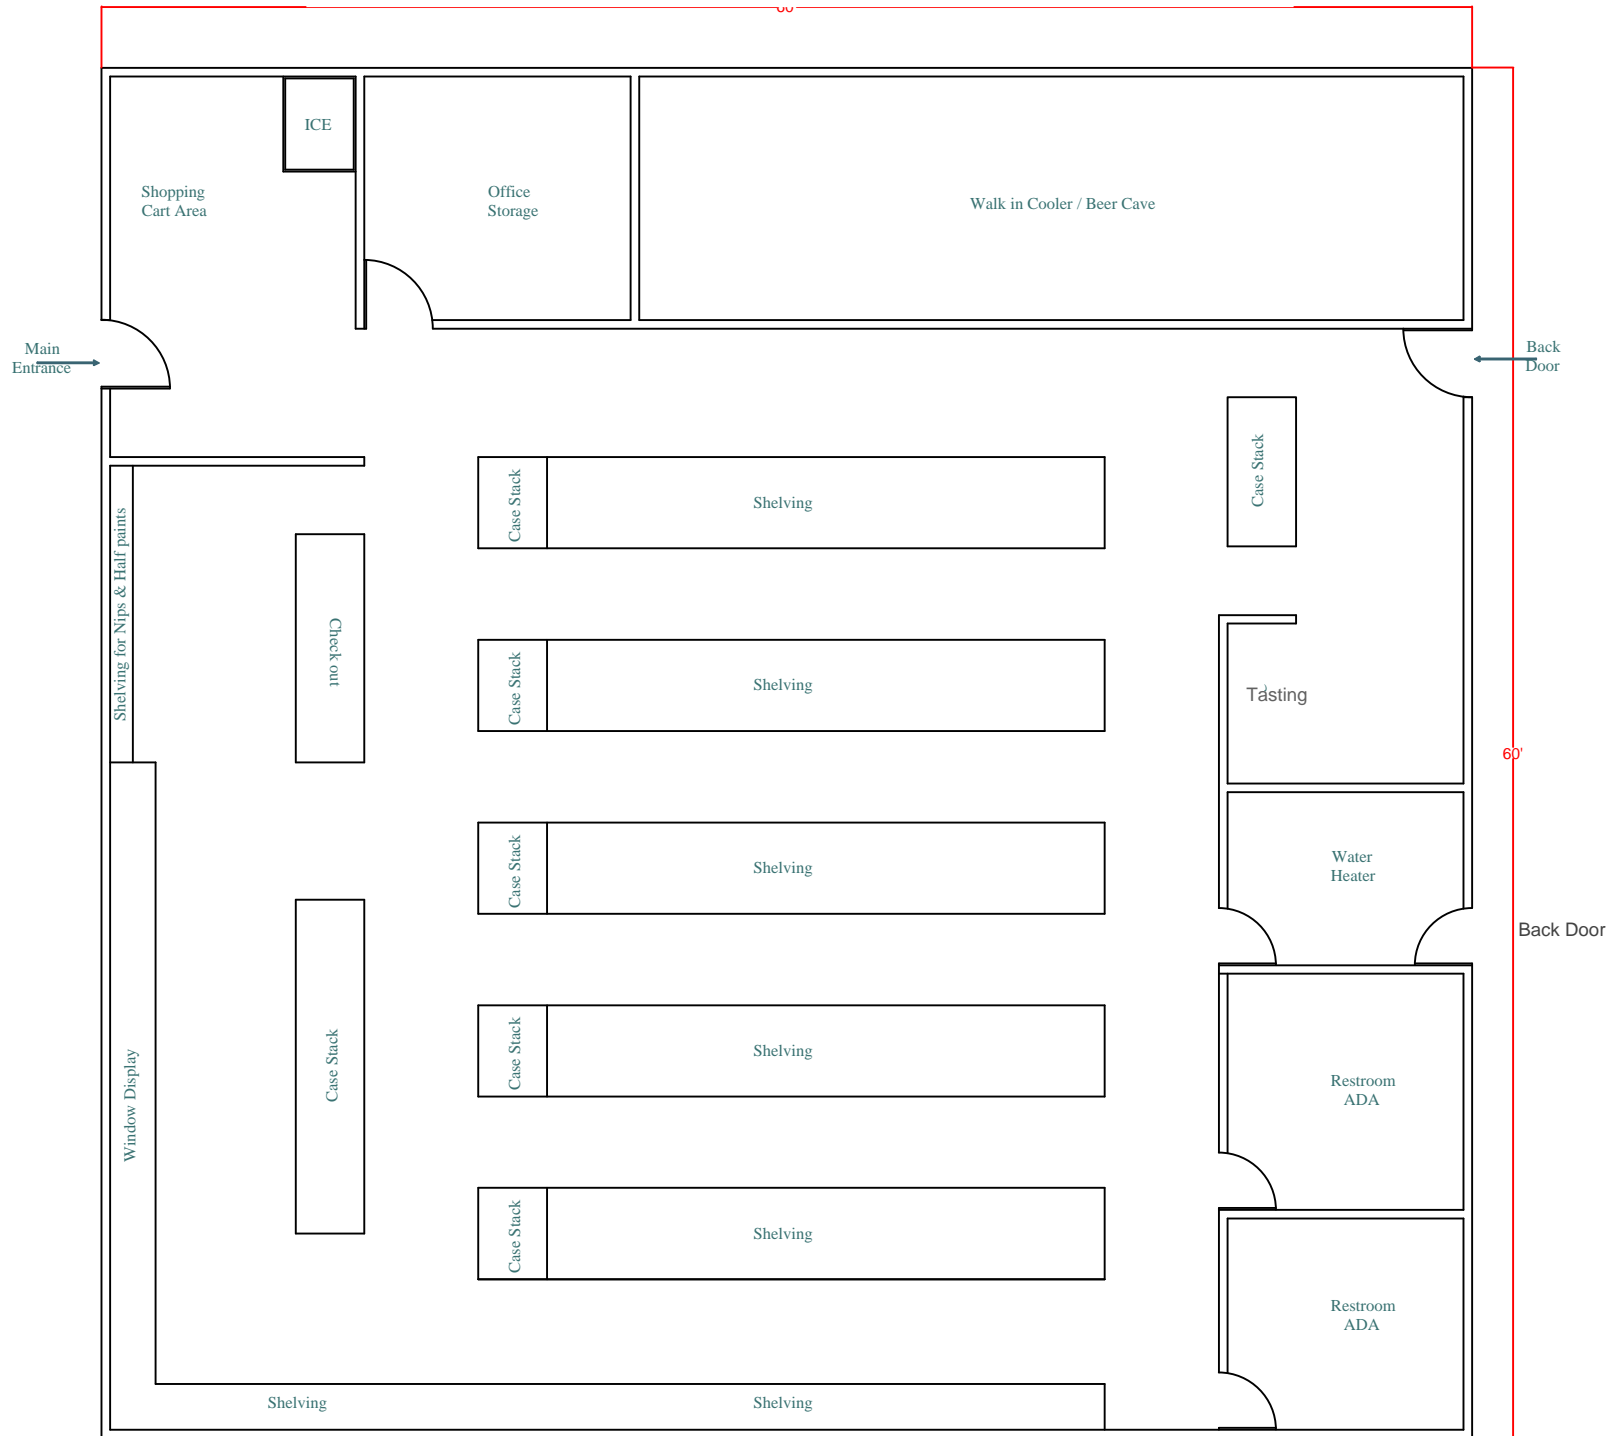 60'
ICE
Shopping
Cart Area
Office
Storage
Walk in Cooler / Beer Cave
Main
Entrance
Back
Door
Case Stack
Case Stack
Shelving
Shelving for Nips & Half paints
Check out
Case Stack
Shelving
Tasting
60'
Case Stack
Shelving
Water
Heater
Back Door
Window Display
Case Stack
Case Stack
Shelving
Restroom
ADA
Case Stack
Shelving
Restroom
ADA
Shelving
Shelving